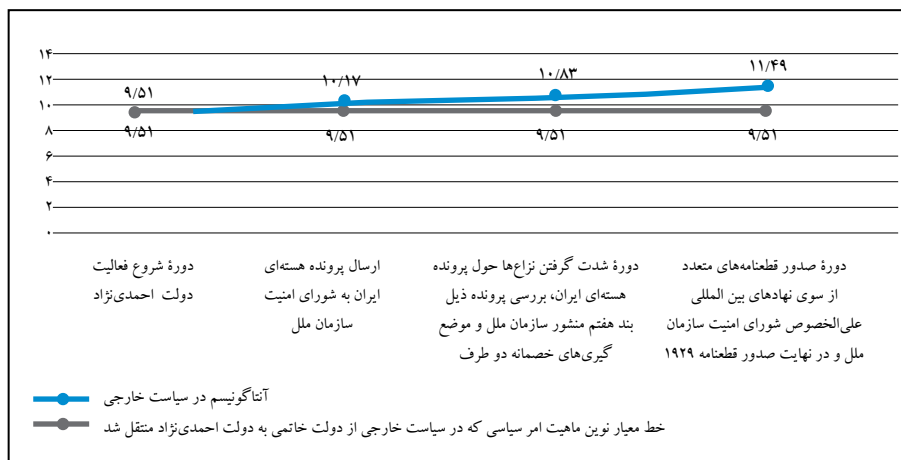 ۱۴
۱۲
۱۰
۸
۶
۴
۲
۰
۹/۵۱
۱۰/۱۷
۱۰/۸۳
۱۱/۴۹
۹/۵۱
۹/۵۱
۹/۵۱
۹/۵۱
دورۀ شروع فعالیت
دولت احمدی‌نژاد
ارسال پرونده هسته‌ای
ایران به شورای امنیت
سازمان ملل
دورۀ شدت گرفتن نزاع‌ها حول پرونده
هسته‌ای ایران، بررسی پرونده ذیل
بند هفتم منشور سازمان ملل و موضع
گیری‌های خصمانه دو طرف
دورۀ صدور قطعنامه‌های متعدد
از سوی نهادهای بین المللی
علی‌الخصوص شورای امنیت سازمان
ملل و در نهایت صدور قطعنامه ۱۹۲۹
آنتاگونیسم در سیاست خارجی
خط معیار نوین ماهیت امر سیاسی که در سیاست خارجی از دولت خاتمی به دولت احمدی‌نژاد منتقل شد